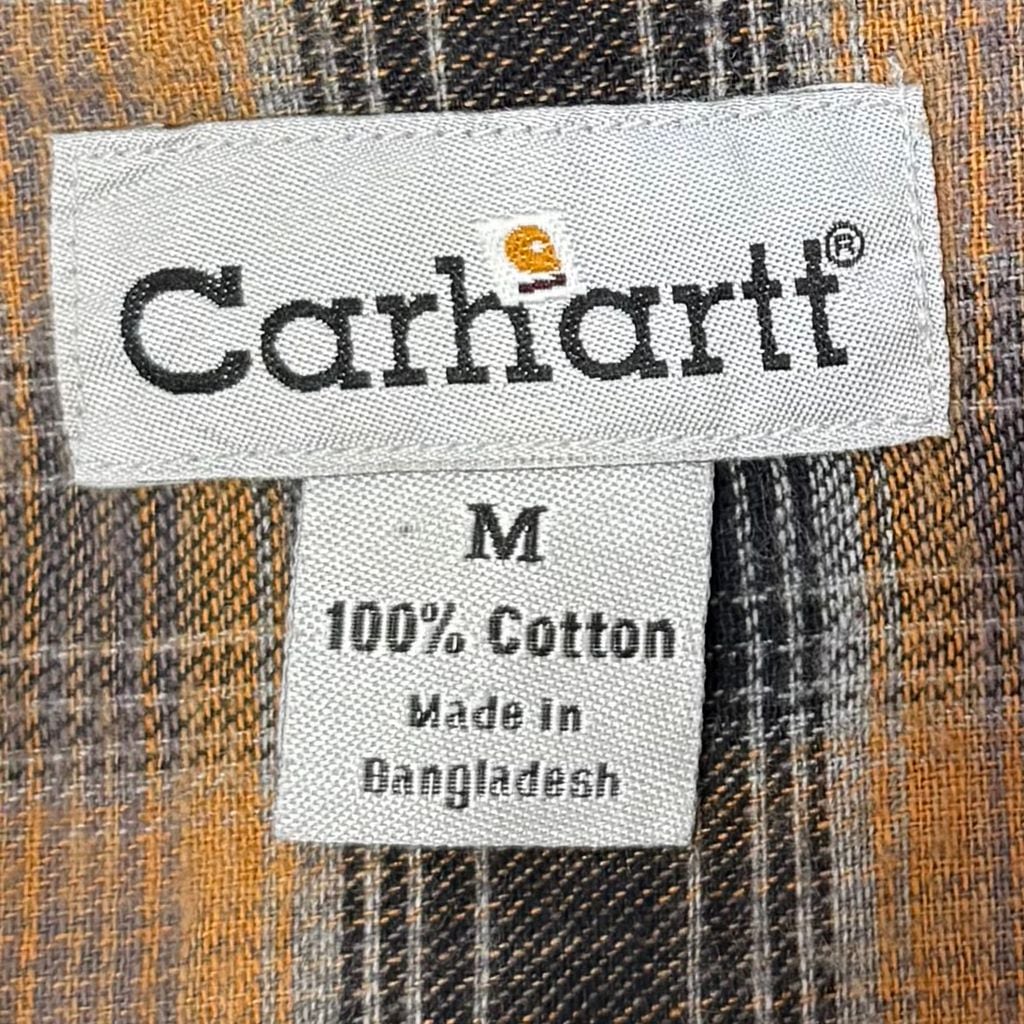 Carhartt®
M
100% Cotton
Made in
Bangladesh